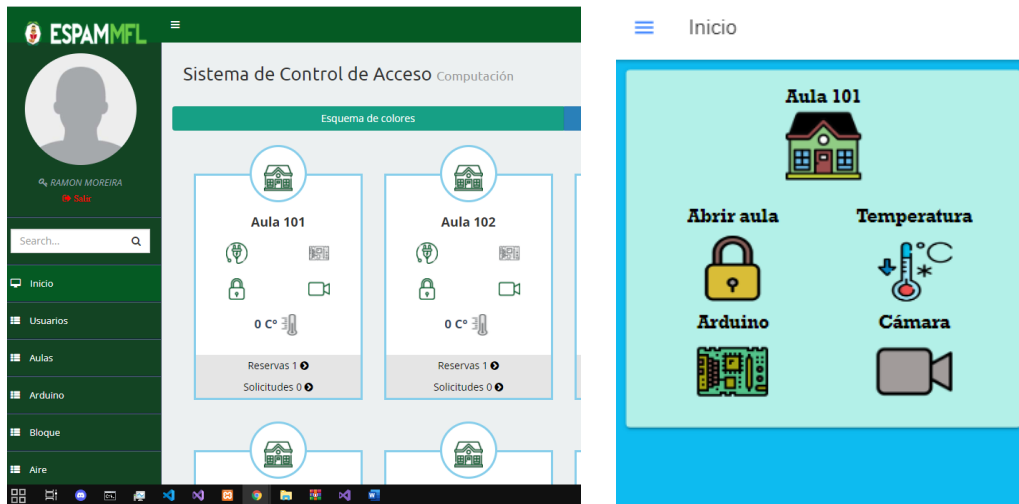 ESPAMMFL
RAMON MOREIRA
Salir
Search...
Inicio
Usuarios
Aulas
Arduino
Bloque
Aire
Sistema de Control de Acceso Computación
Esquema de colores
Aula 101
0 Cº
Reservas 1
Solicitudes 0
Aula 102
0 Cº
Reservas 1
Solicitudes 0
Inicio
Aula 101
Abrir aula
Temperatura
°C
Arduino
Cámara